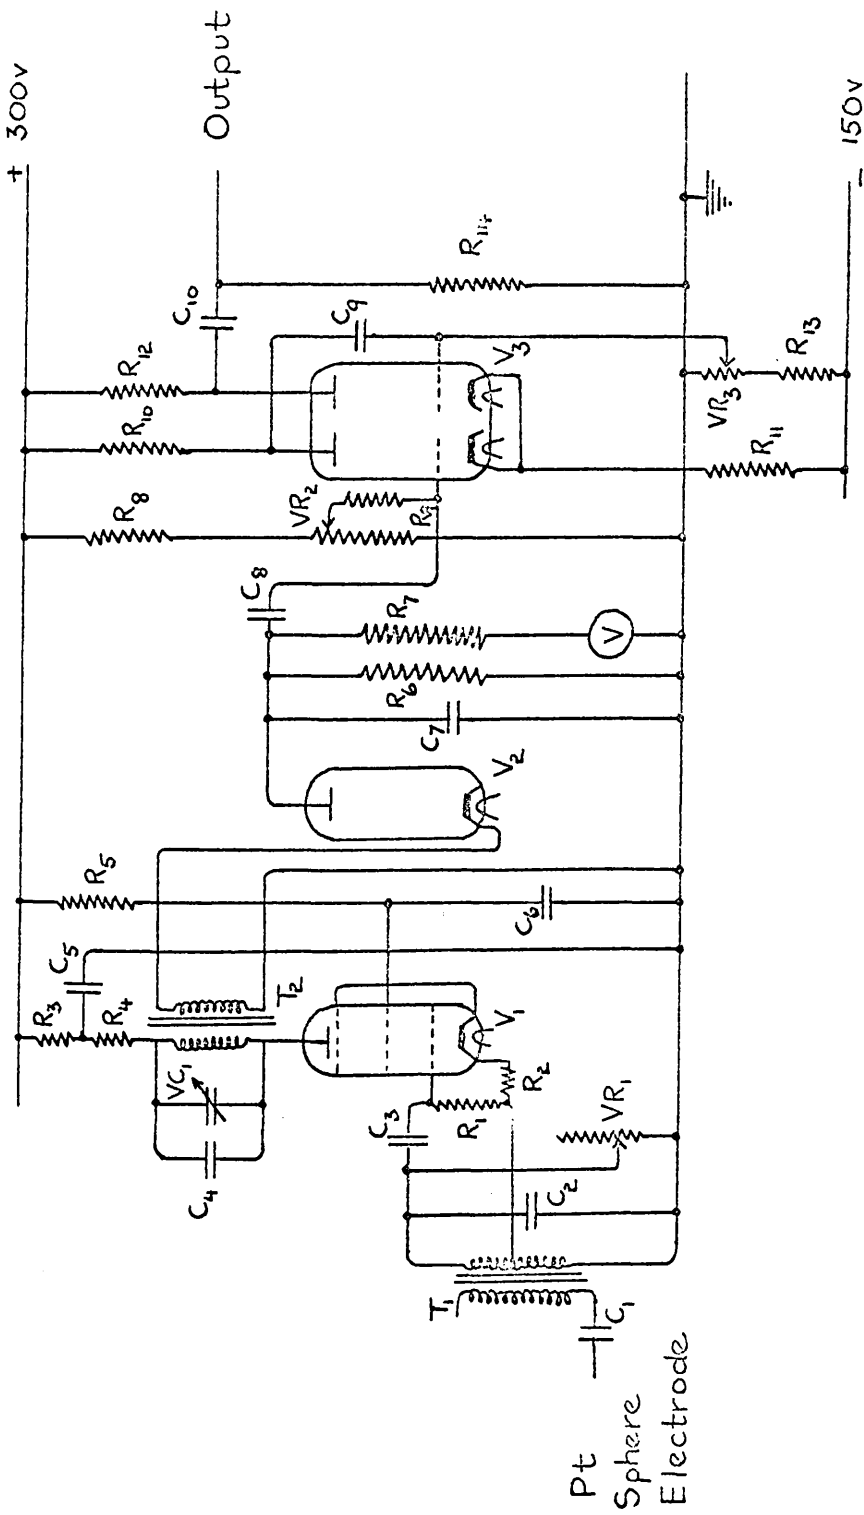 + 300v
Output
− 150v
R3
C5
R4
VC1
C4
T2
R5
C6
V1
C3
R1
R2
VR1
C2
T1
C1
Pt
Sphere
Electrode
V2
C7
R6
R7
V
C8
R8
VR2
R10
R12
C10
C9
V3
R14
VR3
R13
R11